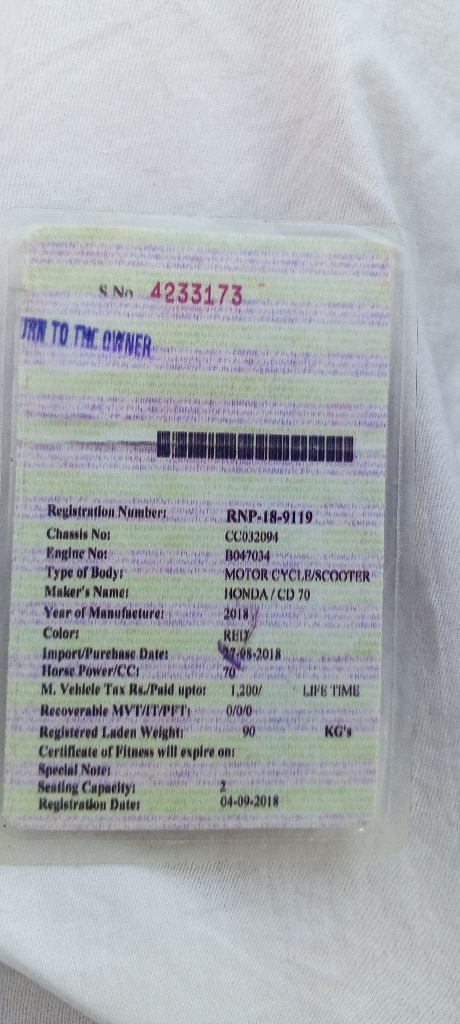 S No 4233173
TO THE OWNER
Registration Number: RNP-18-9119
Chassis No: CC032094
Engine No: B047034
Type of Body: MOTOR CYCLE/SCOOTER
Maker's Name: HONDA / CD 70
Year of Manufacture: 2018
Color: RED
Import/Purchase Date: 27-08-2018
Horse Power/CC: 70
M. Vehicle Tax Rs./Paid upto: 1,200/ LIFE TIME
Recoverable MVT/IT/PFT: 0/0/0
Registered Laden Weight: 90 KG's
Certificate of Fitness will expire on:
Special Note:
Seating Capacity: 2
Registration Date: 04-09-2018